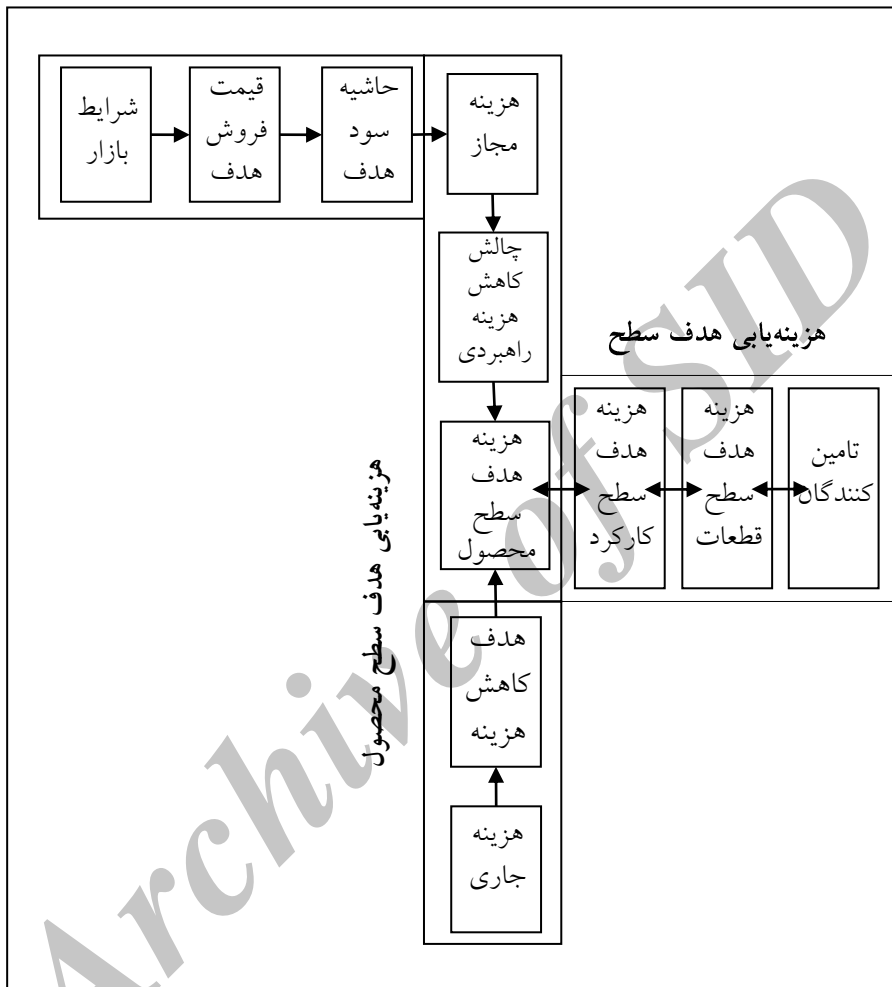 شرایط
بازار
قیمت
فروش
هدف
حاشیه
سود
هدف
هزینه
مجاز
چالش
کاهش
هزینه
راهبردی
هزینه‌یابی هدف سطح
هزینه
هدف
سطح
محصول
هزینه
هدف
سطح
کارکرد
هزینه
هدف
سطح
قطعات
تامین
کنندگان
هزینه‌یابی هدف سطح محصول
هدف
کاهش
هزینه
هزینه
جاری
Archive of SID